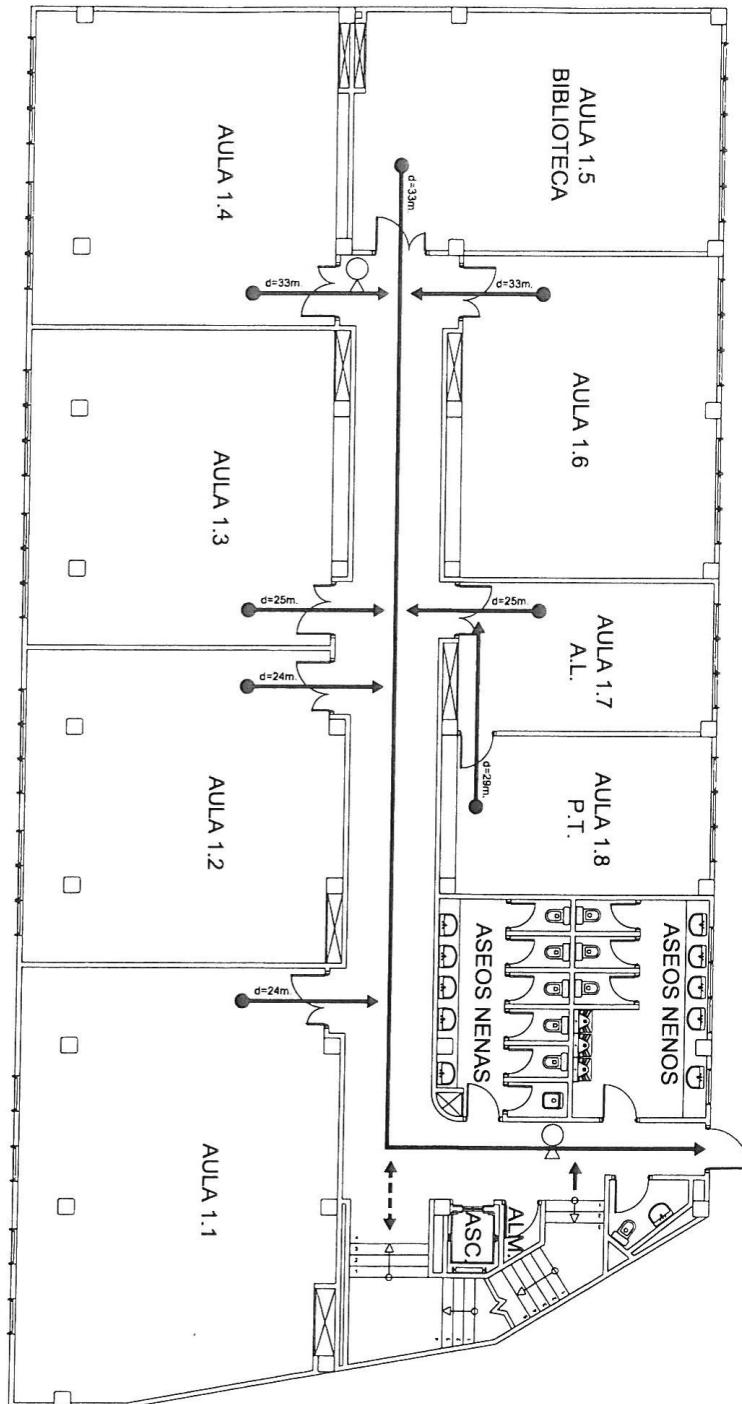 AULA 1.5
BIBLIOTECA
AULA 1.4
d=33m.
d=33m.
d=33m.
AULA 1.6
AULA 1.3
d=25m.
d=25m.
AULA 1.7
A.L.
d=24m.
d=29m.
AULA 1.8
P.T.
AULA 1.2
ASEOS NENAS
ASEOS NENOS
d=24m.
AULA 1.1
ASC.
ALM